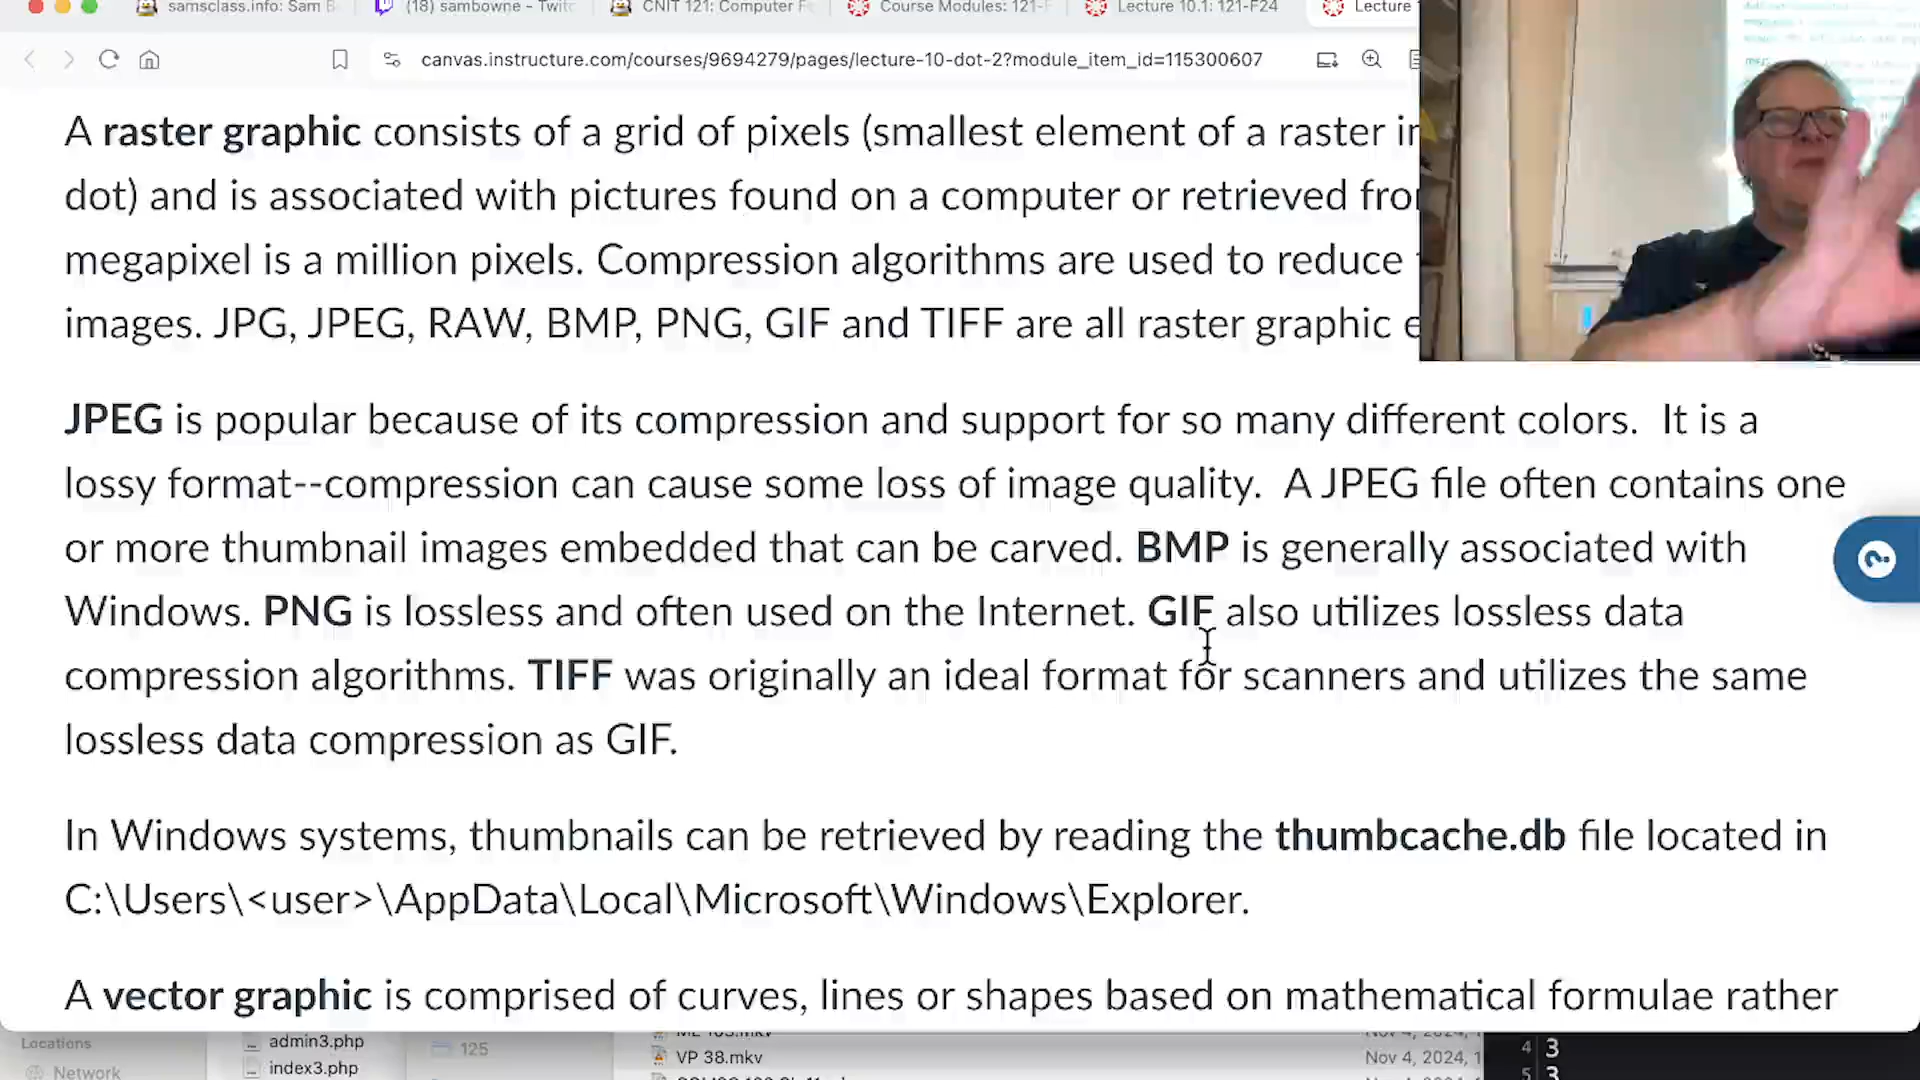 samsclass.info: Sam B
(18) sambowne - Twitc
CNIT 121: Computer Fo
Course Modules: 121-F
Lecture 10.1: 121-F24
Lecture
canvas.instructure.com/courses/9694279/pages/lecture-10-dot-2?module_item_id=115300607
A raster graphic consists of a grid of pixels (smallest element of a raster
dot) and is associated with pictures found on a computer or retrieved
megapixel is a million pixels. Compression algorithms are used to reduce
images. JPG, JPEG, RAW, BMP, PNG, GIF and TIFF are all raster graphic
JPEG is popular because of its compression and support for so many different colors. It is a
lossy format--compression can cause some loss of image quality. A JPEG file often contains one
or more thumbnail images embedded that can be carved. BMP is generally associated with
Windows. PNG is lossless and often used on the Internet. GIF also utilizes lossless data
compression algorithms. TIFF was originally an ideal format for scanners and utilizes the same
lossless data compression as GIF.
In Windows systems, thumbnails can be retrieved by reading the thumbcache.db file located in
C:\Users\<user>\AppData\Local\Microsoft\Windows\Explorer.
A vector graphic is comprised of curves, lines or shapes based on mathematical formulae rather
Locations
Network
admin3.php
index3.php
125
VP 38.mkv
Nov 4, 2024, 1
Nov 4, 2024, 1
4 3
5 3